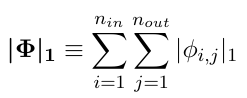 |Φ|₁ ≡ ∑_{i=1}^{n_{in}} ∑_{j=1}^{n_{out}} |ϕ_{i,j}|₁